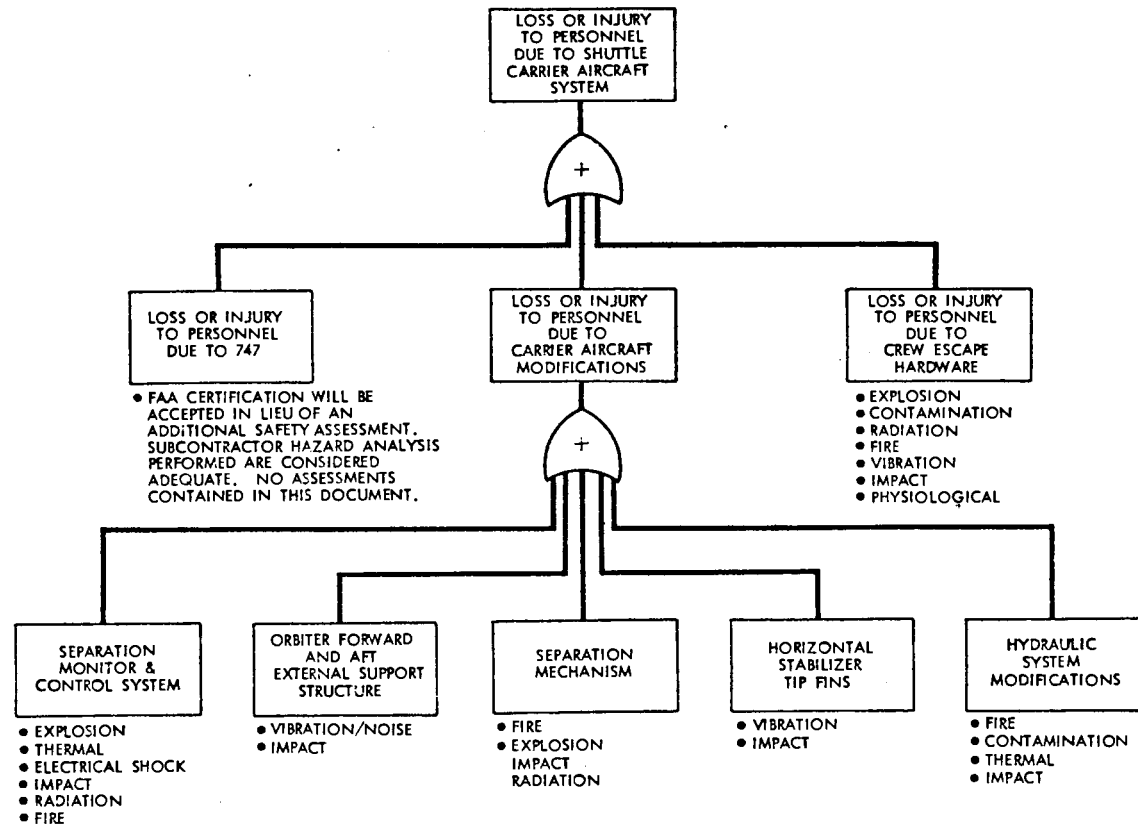 LOSS OR INJURY
TO PERSONNEL
DUE TO SHUTTLE
CARRIER AIRCRAFT
SYSTEM
+
LOSS OR INJURY
TO PERSONNEL
DUE TO 747
• FAA CERTIFICATION WILL BE
ACCEPTED IN LIEU OF AN
ADDITIONAL SAFETY ASSESSMENT.
SUBCONTRACTOR HAZARD ANALYSIS
PERFORMED ARE CONSIDERED
ADEQUATE. NO ASSESSMENTS
CONTAINED IN THIS DOCUMENT.
LOSS OR INJURY
TO PERSONNEL
DUE TO
CARRIER AIRCRAFT
MODIFICATIONS
LOSS OR INJURY
TO PERSONNEL
DUE TO
CREW ESCAPE
HARDWARE
• EXPLOSION
• CONTAMINATION
• RADIATION
• FIRE
• VIBRATION
• IMPACT
• PHYSIOLOGICAL
+
SEPARATION
MONITOR &
CONTROL SYSTEM
• EXPLOSION
• THERMAL
• ELECTRICAL SHOCK
• IMPACT
• RADIATION
• FIRE
ORBITER FORWARD
AND AFT
EXTERNAL SUPPORT
STRUCTURE
• VIBRATION/NOISE
• IMPACT
SEPARATION
MECHANISM
• FIRE
• EXPLOSION
IMPACT
RADIATION
HORIZONTAL
STABILIZER
TIP FINS
• VIBRATION
• IMPACT
HYDRAULIC
SYSTEM
MODIFICATIONS
• FIRE
• CONTAMINATION
• THERMAL
• IMPACT